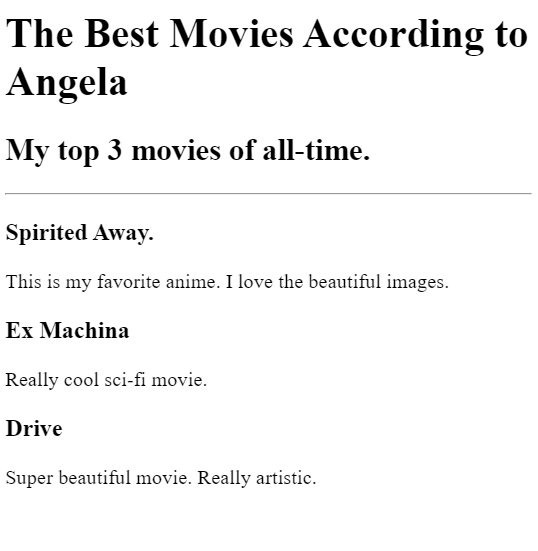 The Best Movies According to
Angela
My top 3 movies of all-time.
Spirited Away.
This is my favorite anime. I love the beautiful images.
Ex Machina
Really cool sci-fi movie.
Drive
Super beautiful movie. Really artistic.